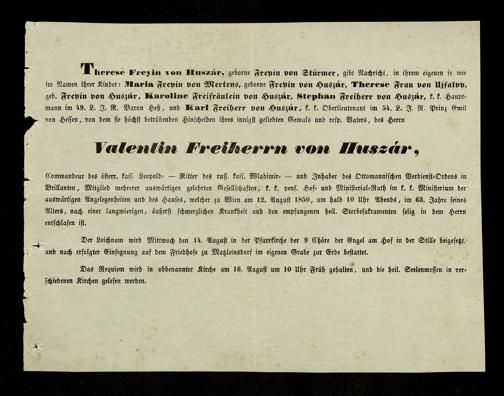 Therese Freyin von Huszár, geborne Freyin von Stürmer, gibt Nachricht, in ihrem eigenen so wie
im Namen ihrer Kinder: Maria Freyin von Mertens, geborne Freyin von Huszár, Therese Frau von Ujfalvy,
geb. Freyin von Huszár, Karoline Freifräulein von Huszár, Stephan Freiherr von Huszár, k. k. Haupt-
mann im 49. L. J. R. Baron Heß, und Karl Freiherr von Huszár, k. k. Oberlieutenant im 54. L. J. R. Prinz Emil
von Hessen, von dem sie höchst betrübenden Hinscheiden ihres innigst geliebten Gemals und resp. Vaters, des Herrn
Valentin Freiherrn von Huszár,
Commandeur des österr. kais. Leopold- — Ritter des russ. kais. Wladimir- — und Inhaber des Ottomanischen Verdienst-Ordens in
Brillanten, Mitglied mehrerer auswärtigen gelehrten Gesellschaften, k. k. pens. Hof- und Ministerial-Rath im k. k. Ministerium der
auswärtigen Angelegenheiten und des Hauses, welcher zu Wien am 12. August 1850, um halb 10 Uhr Abends, im 63. Jahre seines
Alters, nach einer langwierigen, äußerst schmerzlichen Krankheit und den empfangenen heil. Sterbesakramenten selig in dem Herrn
entschlafen ist.
Der Leichnam wird Mittwoch den 14. August in der Pfarrkirche der 9 Chöre der Engel am Hof in der Stille beigesetzt,
und nach erfolgter Einsegnung auf dem Friedhofe zu Matzleinsdorf im eigenen Grabe zur Erde bestattet.
Das Requiem wird in obbenannter Kirche am 16. August um 10 Uhr Früh gehalten, und die heil. Seelenmessen in ver-
schiedenen Kirchen gelesen werden.